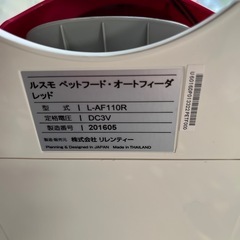 ルスモ ペットフード・オートフィーダ
レッド
型 式 L-AF110R
定格電圧 DC3V
製造番号 201605
販売元 株式会社 リレンティー
Planning & Designed in JAPAN Made in THAILAND